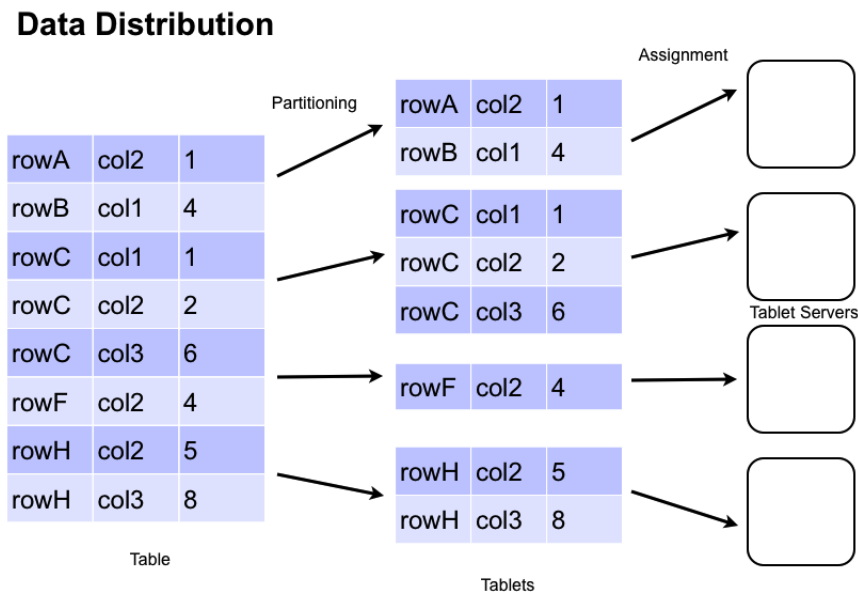 Data Distribution
Partitioning
Assignment
rowA col2 1
rowB col1 4
rowC col1 1
rowC col2 2
rowC col3 6
rowF col2 4
rowH col2 5
rowH col3 8
Table
rowA col2 1
rowB col1 4
rowC col1 1
rowC col2 2
rowC col3 6
rowF col2 4
rowH col2 5
rowH col3 8
Tablets
Tablet Servers